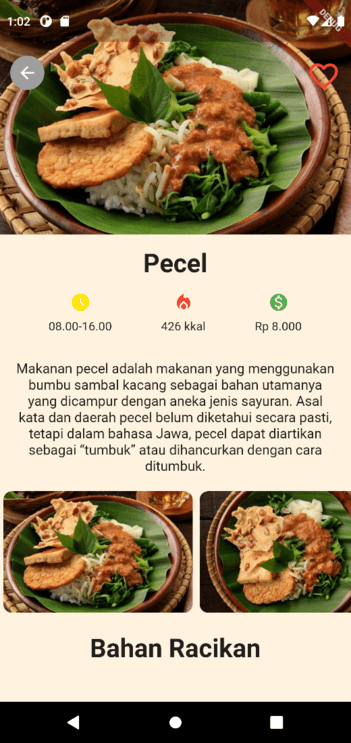 1:02
DEBUG
Pecel
08.00-16.00
426 kkal
Rp 8.000
Makanan pecel adalah makanan yang menggunakan
bumbu sambal kacang sebagai bahan utamanya
yang dicampur dengan aneka jenis sayuran. Asal
kata dan daerah pecel belum diketahui secara pasti,
tetapi dalam bahasa Jawa, pecel dapat diartikan
sebagai “tumbuk” atau dihancurkan dengan cara
ditumbuk.
Bahan Racikan